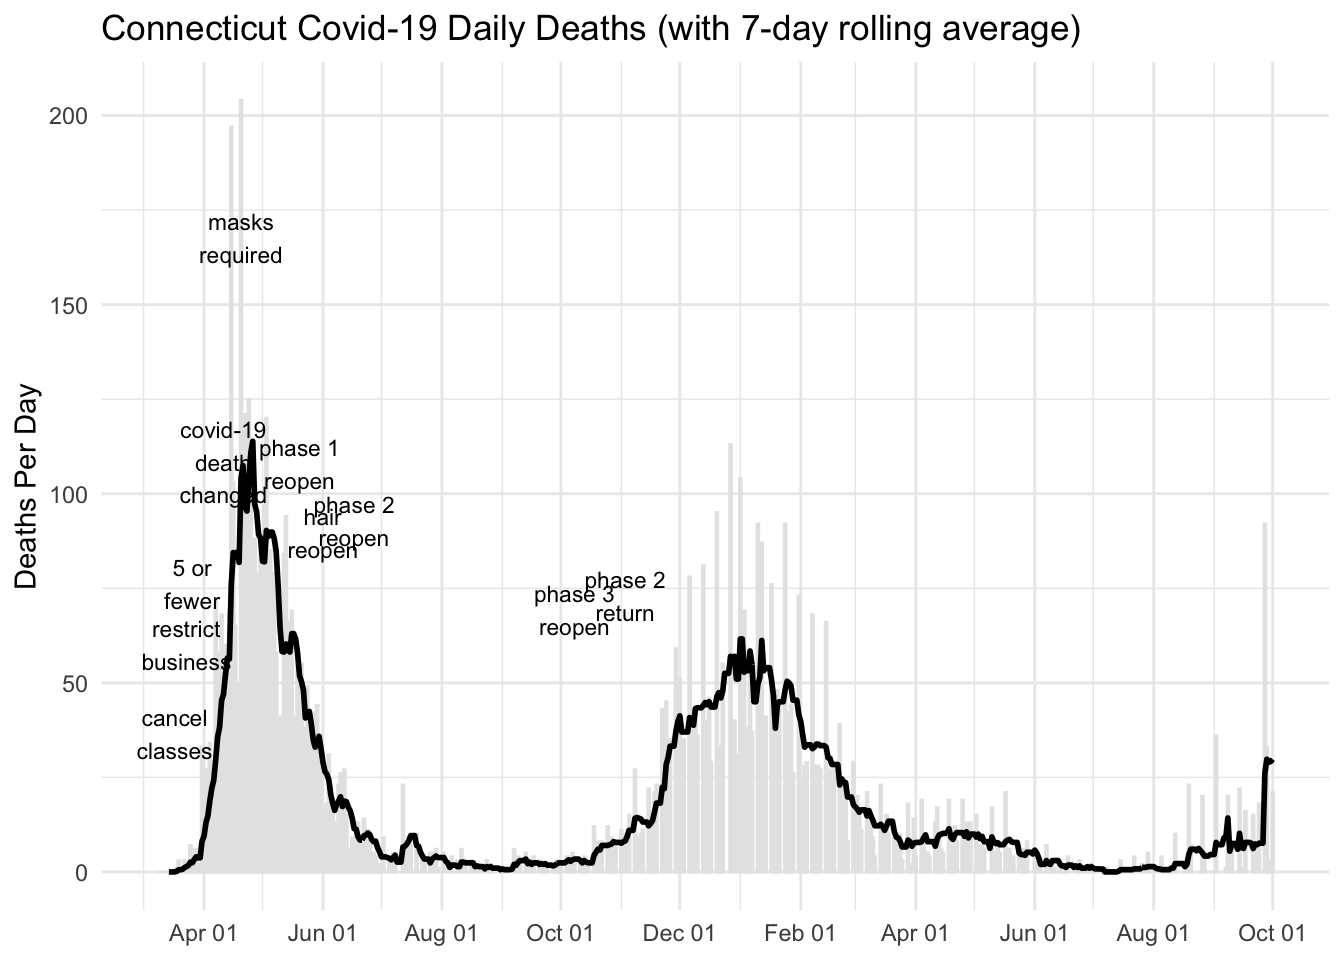 Connecticut Covid-19 Daily Deaths (with 7-day rolling average)
Deaths Per Day
200
150
100
50
0
masks
required
covid-19
death
changed
phase 1
reopen
hair
reopen
phase 2
reopen
5 or
fewer
restrict
business
cancel
classes
phase 3
reopen
phase 2
return
Apr 01
Jun 01
Aug 01
Oct 01
Dec 01
Feb 01
Apr 01
Jun 01
Aug 01
Oct 01